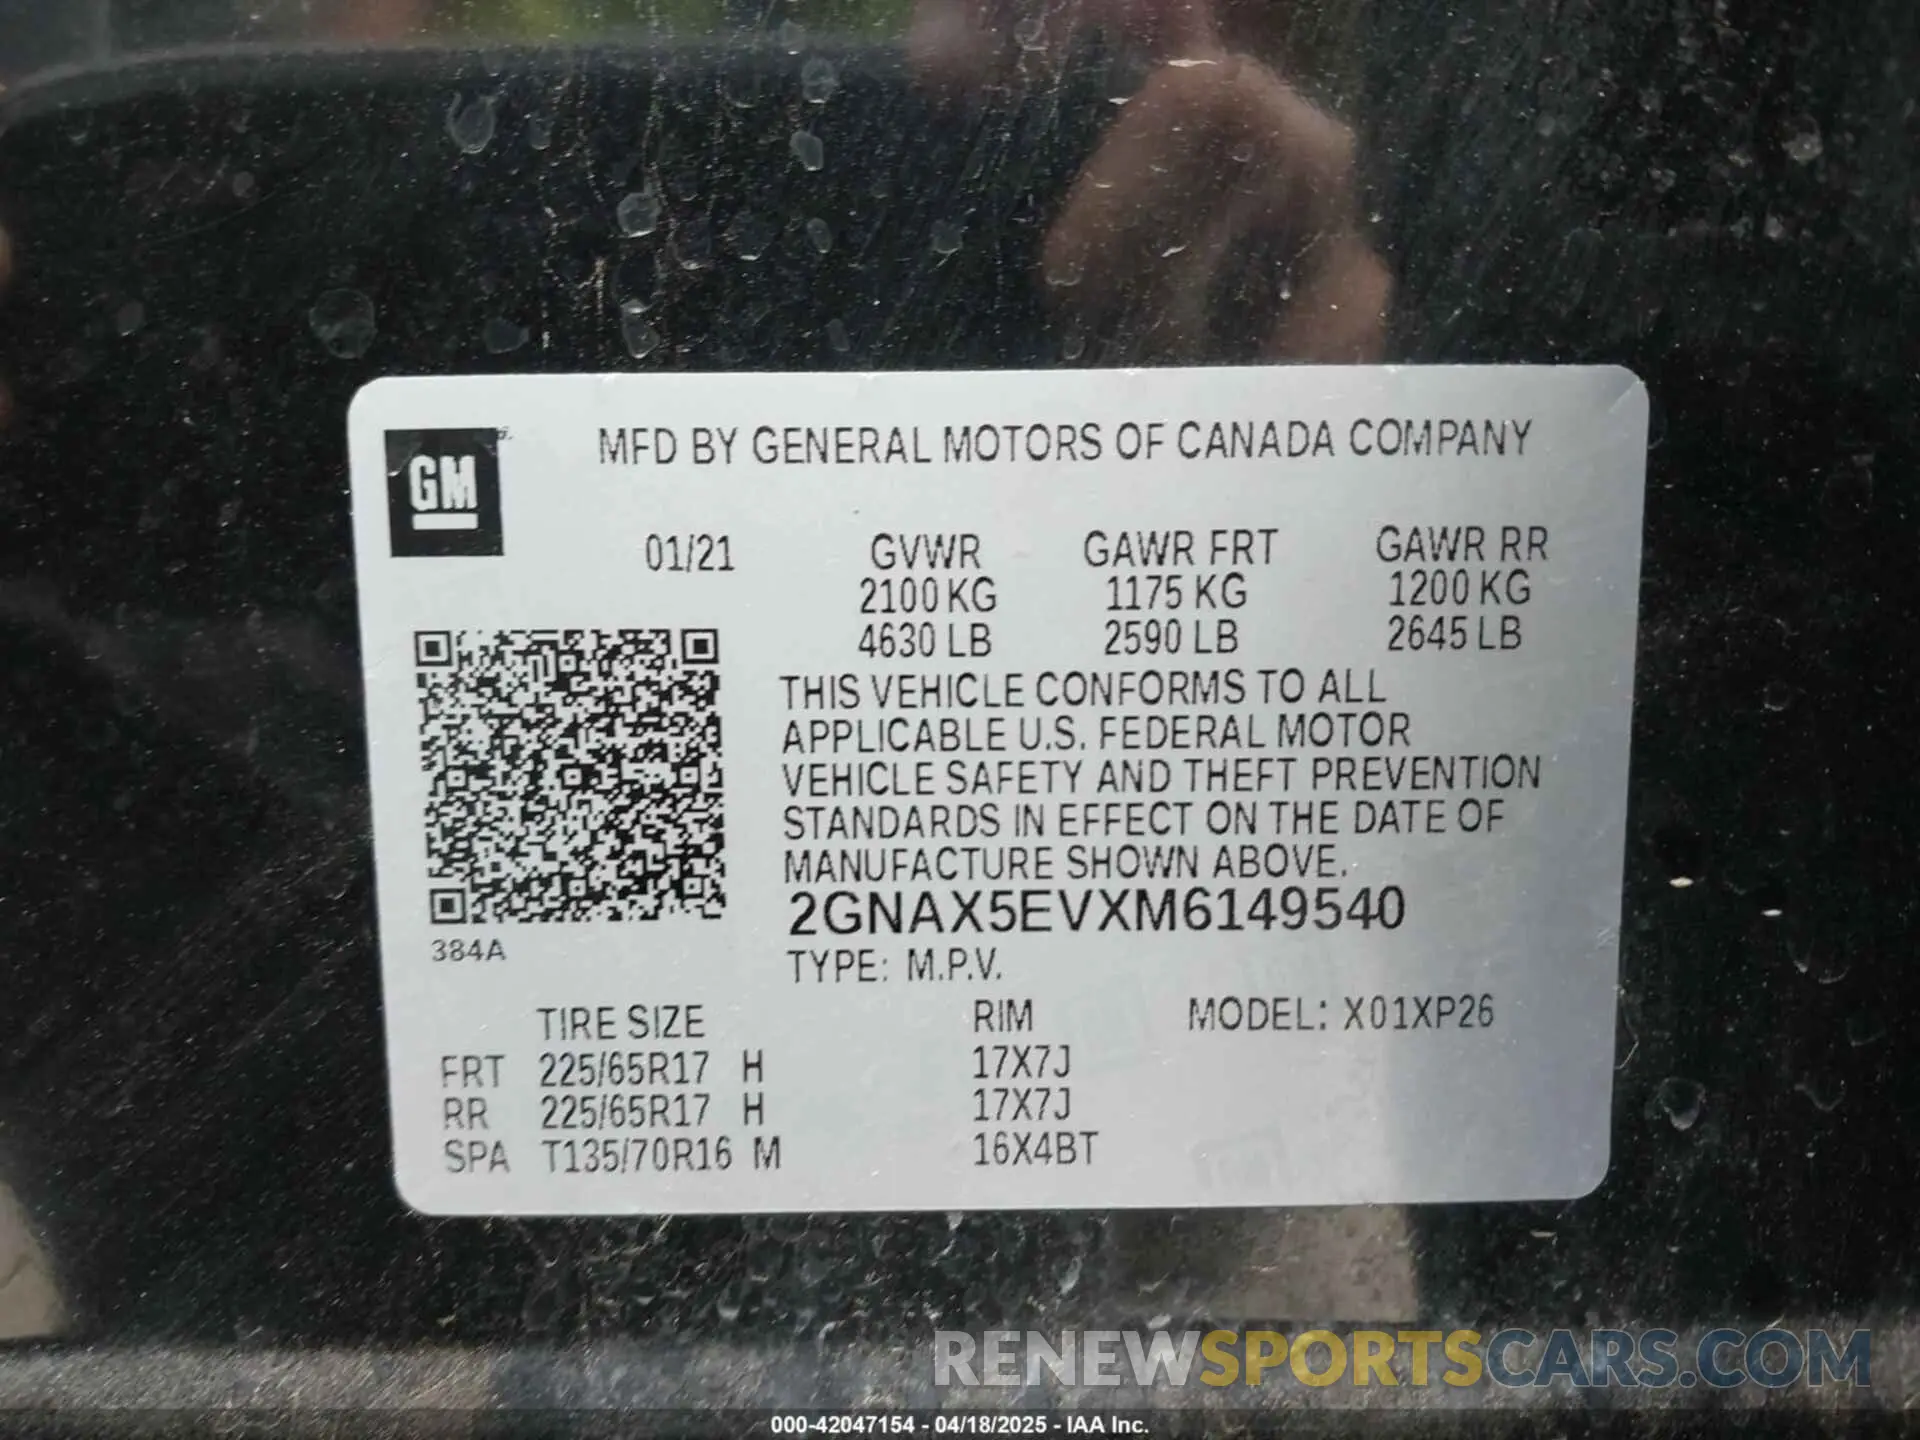 GM
MFD BY GENERAL MOTORS OF CANADA COMPANY
01/21 GVWR GAWR FRT GAWR RR
2100 KG 1175 KG 1200 KG
4630 LB 2590 LB 2645 LB
THIS VEHICLE CONFORMS TO ALL
APPLICABLE U.S. FEDERAL MOTOR
VEHICLE SAFETY AND THEFT PREVENTION
STANDARDS IN EFFECT ON THE DATE OF
MANUFACTURE SHOWN ABOVE.
2GNAX5EVXM6149540
384A
TYPE: M.P.V.
TIRE SIZE RIM MODEL: X01XP26
FRT 225/65R17 H 17X7J
RR 225/65R17 H 17X7J
SPA T135/70R16 M 16X4BT
RENEWSPORTSCARS.COM
000-42047154 - 04/18/2025 - IAA Inc.